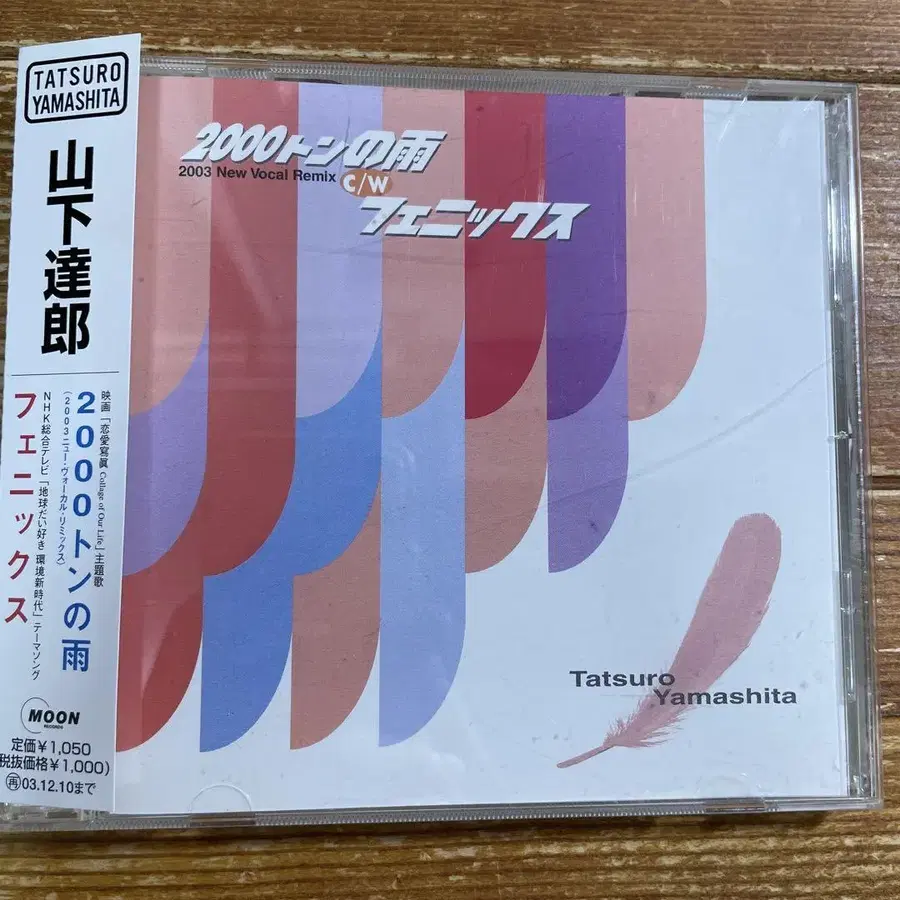 TATSURO
YAMASHITA
山下達郎
映画「恋愛寫眞 Collage of Our Life」主題歌
2000トンの雨
(2003ニュー・ヴォーカル・リミックス)
NHK総合テレビ「地球だい好き 環境新時代」テーマソング
フェニックス
MOON
RECORDS
定価¥1,050
(税抜価格¥1,000)
再03.12.10まで
2000トンの雨
2003 New Vocal Remix
C/W
フェニックス
Tatsuro
Yamashita